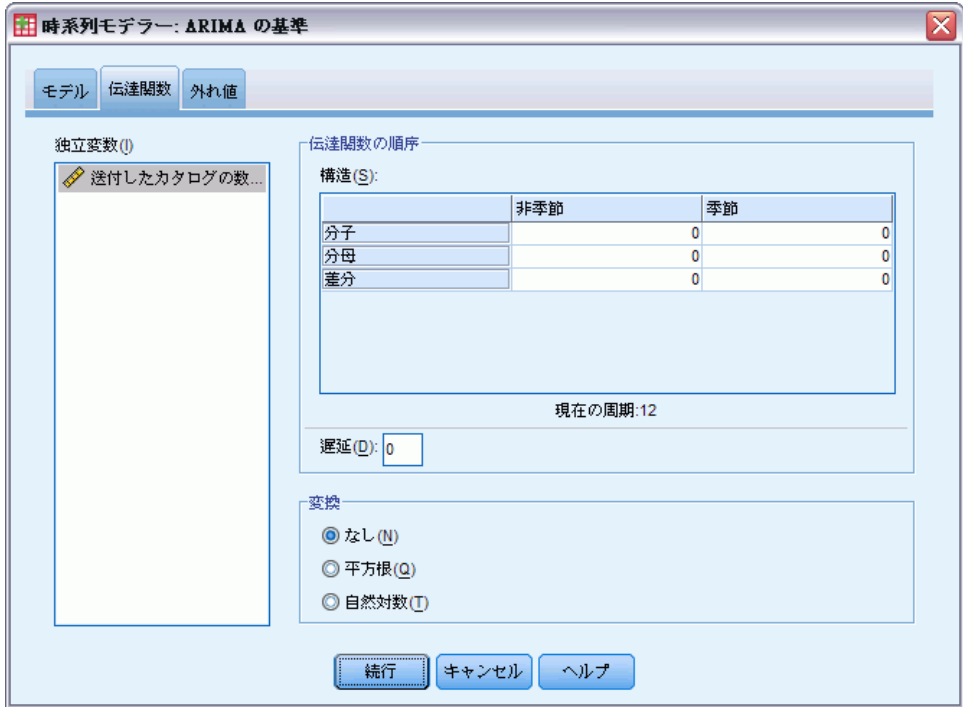 時系列モデラー: ARIMA の基準
モデル 伝達関数 外れ値
独立変数(I)
送付したカタログの数...
伝達関数の順序
構造(S):
非季節 季節
分子 0 0
分母 0 0
差分 0 0
現在の周期:12
遅延(D): 0
変換
なし(N)
平方根(Q)
自然対数(T)
続行 キャンセル ヘルプ